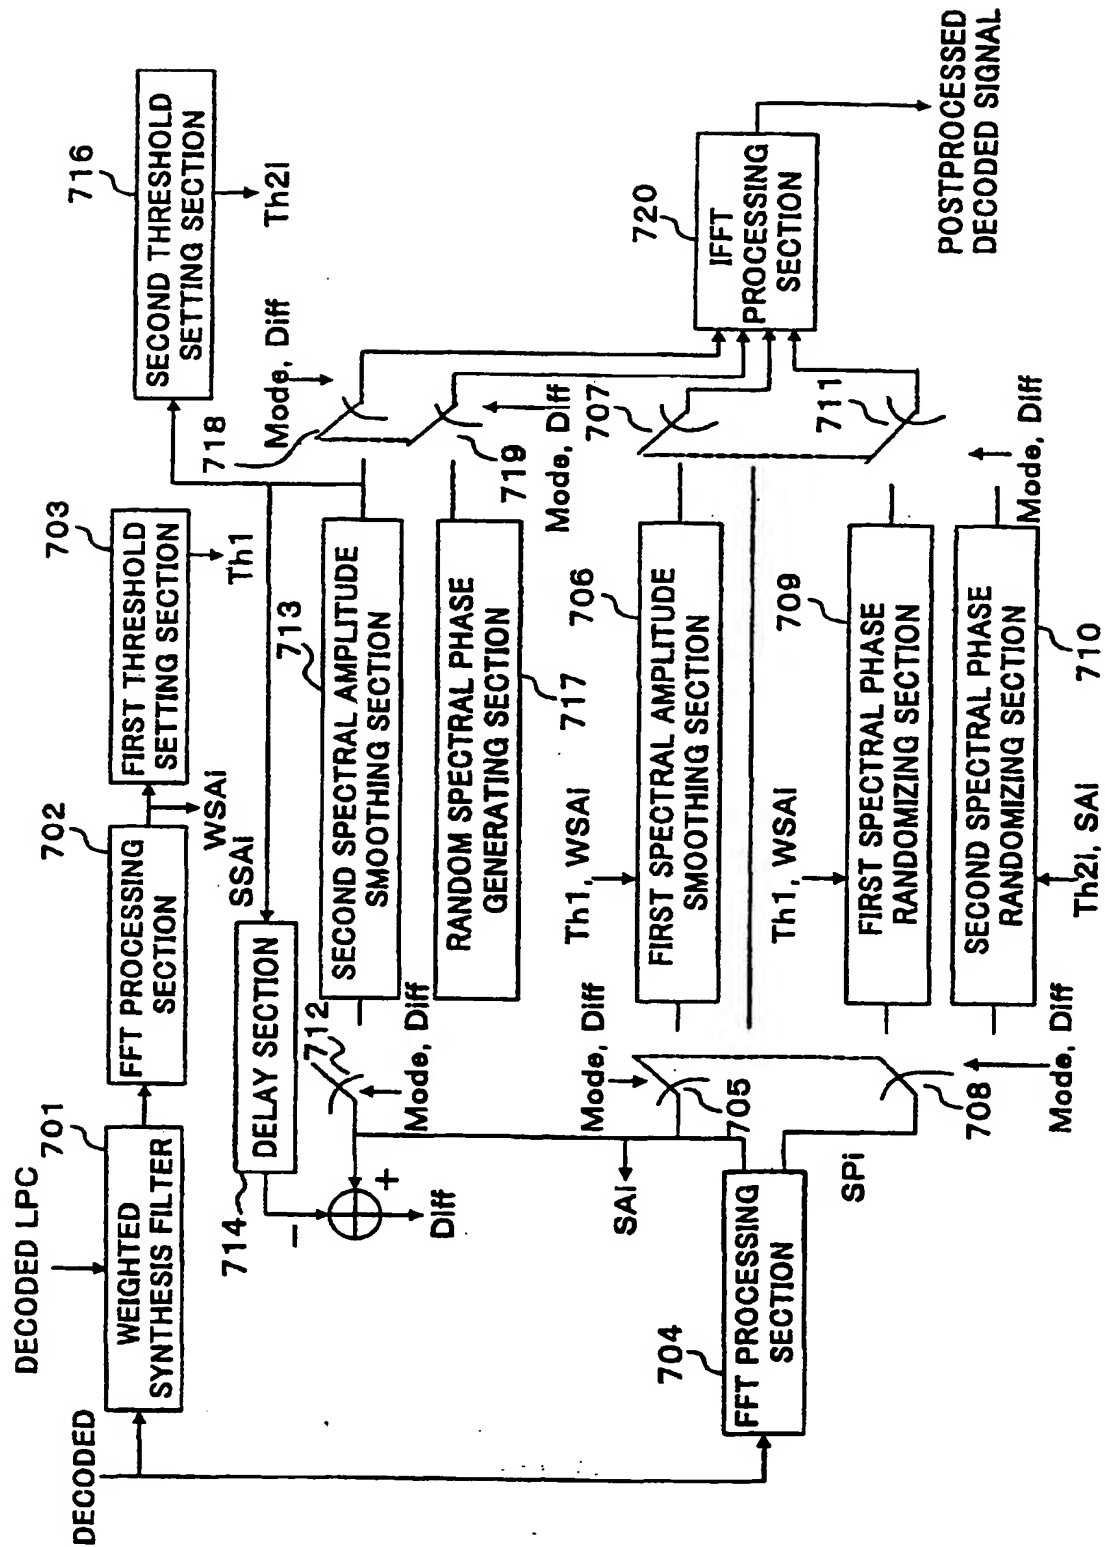 DECODED LPC
DECODED
701
WEIGHTED
SYNTHESIS FILTER
702
FFT PROCESSING
SECTION
WSAi
703
FIRST THRESHOLD
SETTING SECTION
Th1
716
SECOND THRESHOLD
SETTING SECTION
Th2i
SSAi
714
DELAY SECTION
−
+
Diff
712
Mode, Diff
713
SECOND SPECTRAL AMPLITUDE
SMOOTHING SECTION
718
Mode, Diff
RANDOM SPECTRAL PHASE
GENERATING SECTION
717
719
Mode, Diff
SAi
Mode, Diff
705
Th1, WSAi
706
FIRST SPECTRAL AMPLITUDE
SMOOTHING SECTION
707
720
IFFT
PROCESSING
SECTION
704
FFT PROCESSING
SECTION
SPi
708
Mode, Diff
Th1, WSAi
709
FIRST SPECTRAL PHASE
RANDOMIZING SECTION
SECOND SPECTRAL PHASE
RANDOMIZING SECTION
710
Th2i, SAi
711
Mode, Diff
POSTPROCESSED
DECODED SIGNAL